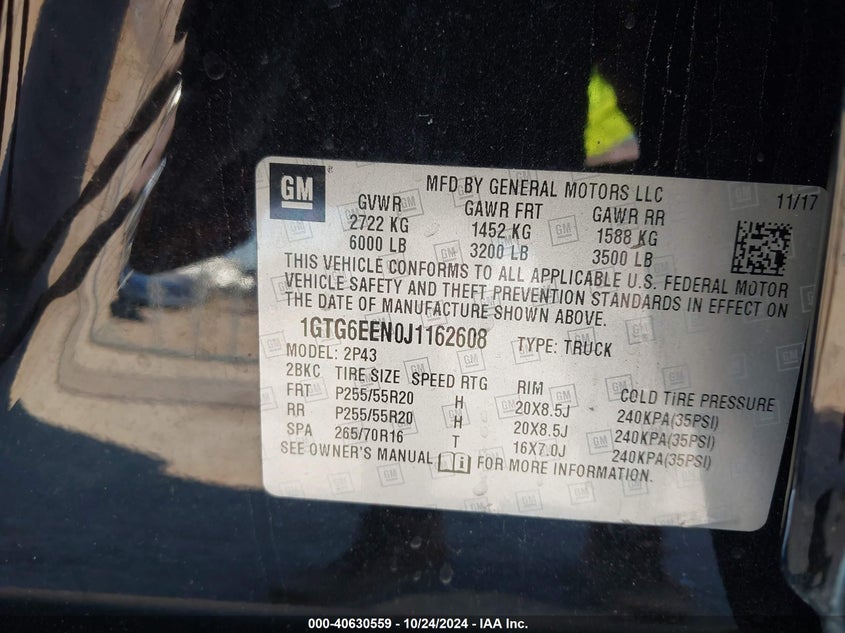 GM
MFD BY GENERAL MOTORS LLC
11/17
GVWR GAWR FRT GAWR RR
2722 KG 1452 KG 1588 KG
6000 LB 3200 LB 3500 LB
THIS VEHICLE CONFORMS TO ALL APPLICABLE U.S. FEDERAL MOTOR
VEHICLE SAFETY AND THEFT PREVENTION STANDARDS IN EFFECT ON
THE DATE OF MANUFACTURE SHOWN ABOVE.
1GTG6EEN0J1162608 TYPE: TRUCK
MODEL: 2P43
2BKC TIRE SIZE SPEED RTG RIM COLD TIRE PRESSURE
FRT P255/55R20 H 20X8.5J 240KPA(35PSI)
RR P255/55R20 H 20X8.5J 240KPA(35PSI)
SPA 265/70R16 T 16X7.0J 240KPA(35PSI)
SEE OWNER'S MANUAL FOR MORE INFORMATION.
000-40630559 - 10/24/2024 - IAA Inc.